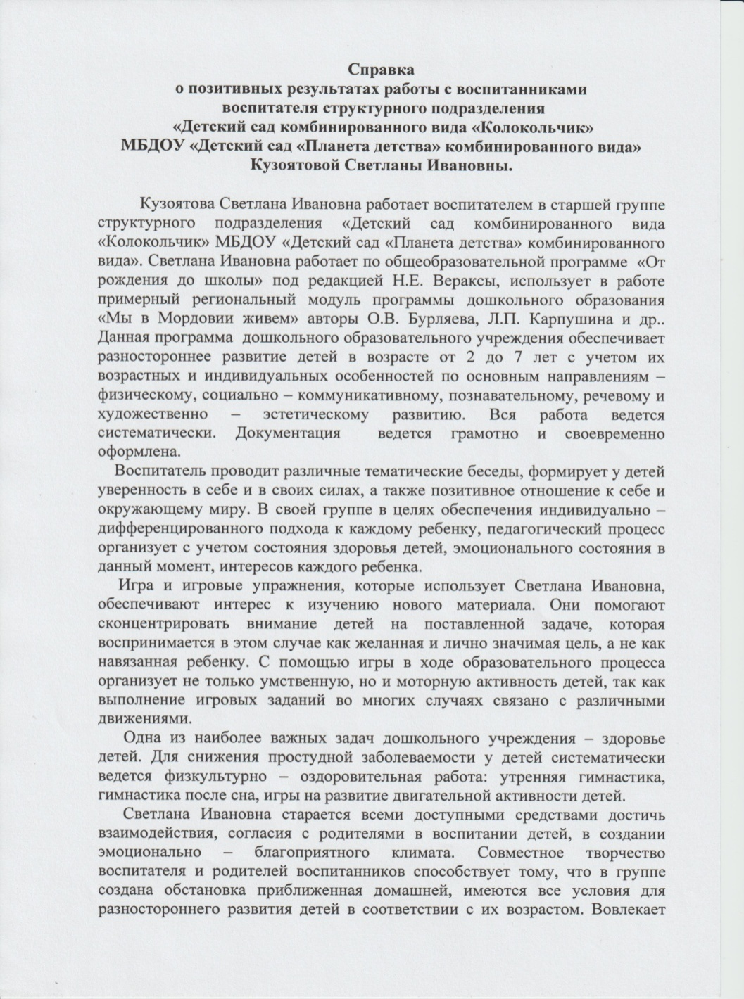 Справка
о позитивных результатах работы с воспитанниками
воспитателя структурного подразделения
«Детский сад комбинированного вида «Колокольчик»
МБДОУ «Детский сад «Планета детства» комбинированного вида»
Кузоятовой Светланы Ивановны.
Кузоятова Светлана Ивановна работает воспитателем в старшей группе
структурного подразделения «Детский сад комбинированного вида
«Колокольчик» МБДОУ «Детский сад «Планета детства» комбинированного
вида». Светлана Ивановна работает по общеобразовательной программе «От
рождения до школы» под редакцией Н.Е. Вераксы, использует в работе
примерный региональный модуль программы дошкольного образования
«Мы в Мордовии живем» авторы О.В. Бурляева, Л.П. Карпушина и др..
Данная программа дошкольного образовательного учреждения обеспечивает
разностороннее развитие детей в возрасте от 2 до 7 лет с учетом их
возрастных и индивидуальных особенностей по основным направлениям –
физическому, социально – коммуникативному, познавательному, речевому и
художественно – эстетическому развитию. Вся работа ведется
систематически. Документация ведется грамотно и своевременно
оформлена.
Воспитатель проводит различные тематические беседы, формирует у детей
уверенность в себе и в своих силах, а также позитивное отношение к себе и
окружающему миру. В своей группе в целях обеспечения индивидуально –
дифференцированного подхода к каждому ребенку, педагогический процесс
организует с учетом состояния здоровья детей, эмоционального состояния в
данный момент, интересов каждого ребенка.
Игра и игровые упражнения, которые использует Светлана Ивановна,
обеспечивают интерес к изучению нового материала. Они помогают
сконцентрировать внимание детей на поставленной задаче, которая
воспринимается в этом случае как желанная и лично значимая цель, а не как
навязанная ребенку. С помощью игры в ходе образовательного процесса
организует не только умственную, но и моторную активность детей, так как
выполнение игровых заданий во многих случаях связано с различными
движениями.
Одна из наиболее важных задач дошкольного учреждения – здоровье
детей. Для снижения простудной заболеваемости у детей систематически
ведется физкультурно – оздоровительная работа: утренняя гимнастика,
гимнастика после сна, игры на развитие двигательной активности детей.
Светлана Ивановна старается всеми доступными средствами достичь
взаимодействия, согласия с родителями в воспитании детей, в создании
эмоционально – благоприятного климата. Совместное творчество
воспитателя и родителей воспитанников способствует тому, что в группе
создана обстановка приближенная домашней, имеются все условия для
разностороннего развития детей в соответствии с их возрастом. Вовлекает